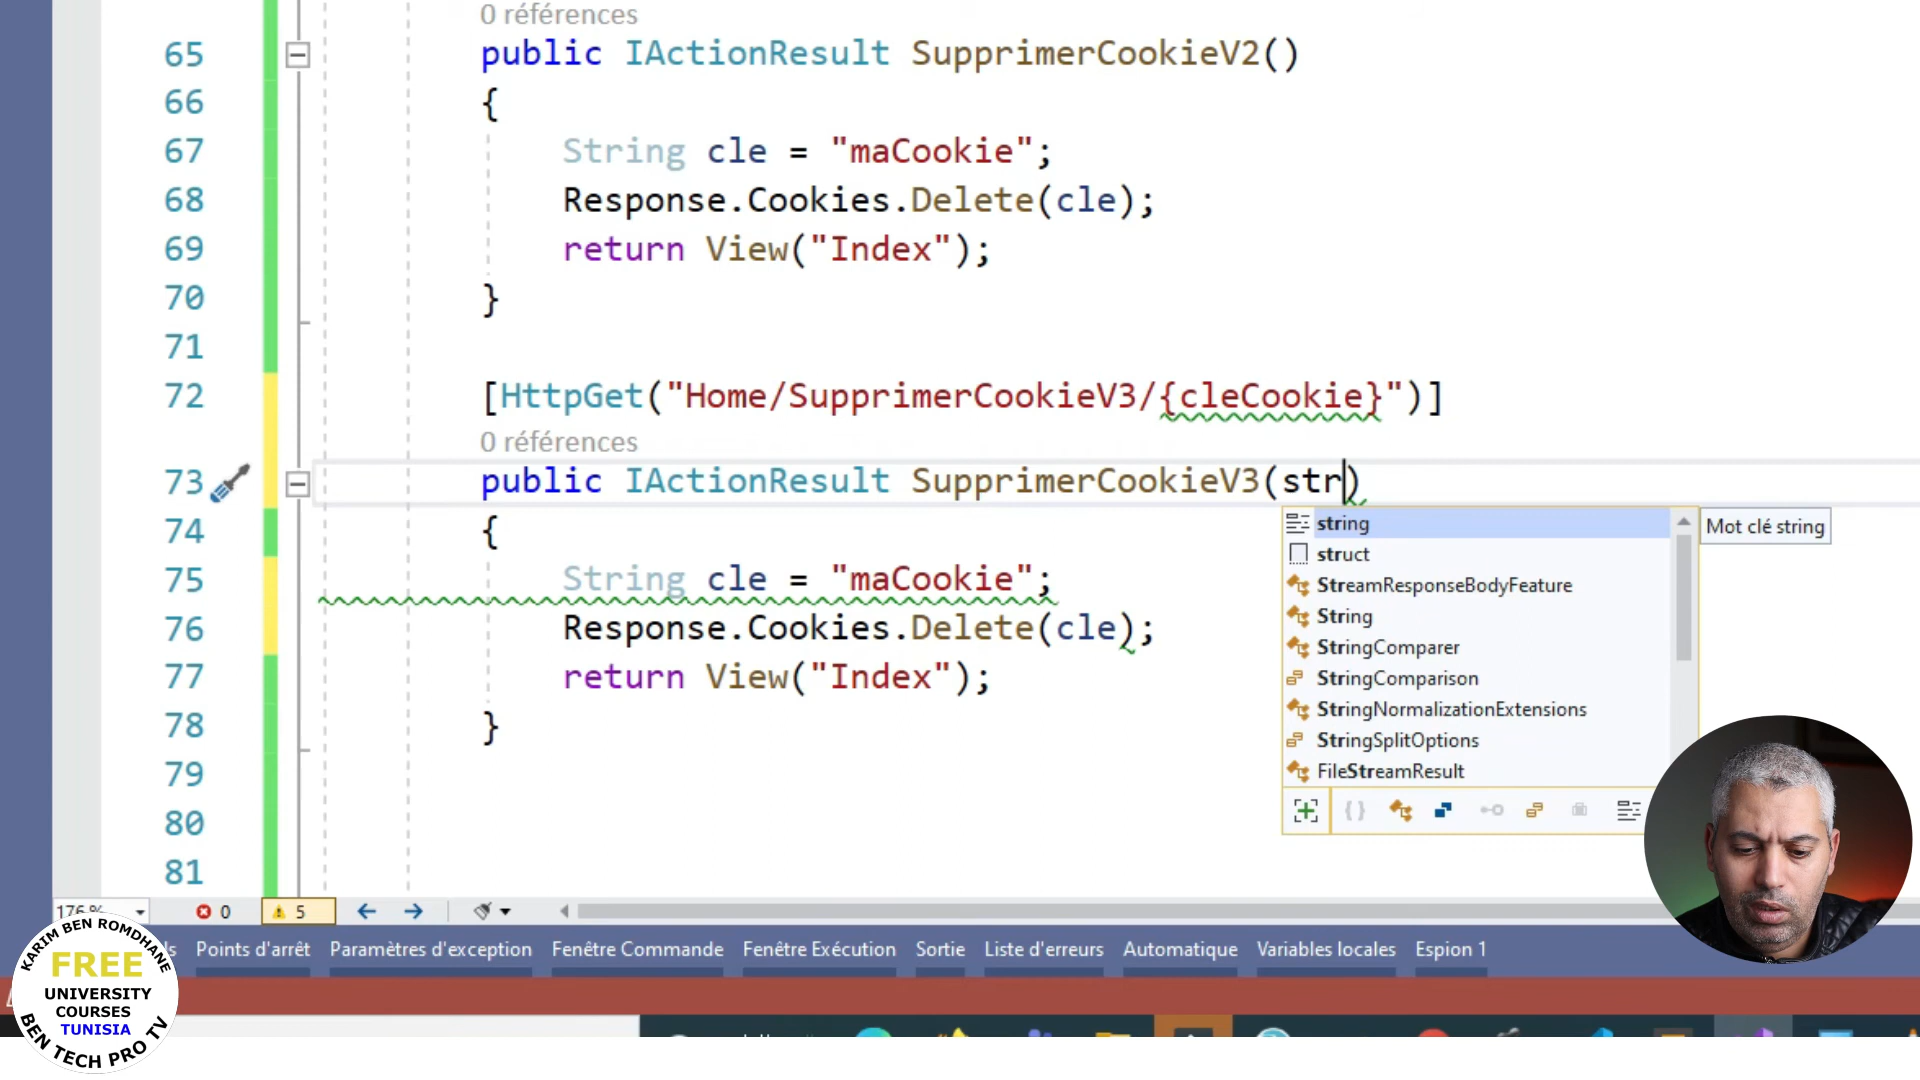 0 références
65 public IActionResult SupprimerCookieV2()
66 {
67 String cle = "maCookie";
68 Response.Cookies.Delete(cle);
69 return View("Index");
70 }
71
72 [HttpGet("Home/SupprimerCookieV3/{cleCookie}")]
0 références
73 public IActionResult SupprimerCookieV3(str)
74 {
string
Mot clé string
struct
75 String cle = "maCookie";
StreamResponseBodyFeature
String
76 Response.Cookies.Delete(cle);
StringComparer
77 return View("Index");
StringComparison
StringNormalizationExtensions
78 }
StringSplitOptions
79
FileStreamResult
80
81
176 %
0
5
Points d'arrêt Paramètres d'exception Fenêtre Commande Fenêtre Exécution Sortie Liste d'erreurs Automatique Variables locales Espion 1
KARIM BEN ROMDHANE
FREE
UNIVERSITY
COURSES
TUNISIA
BEN TECH PRO TV